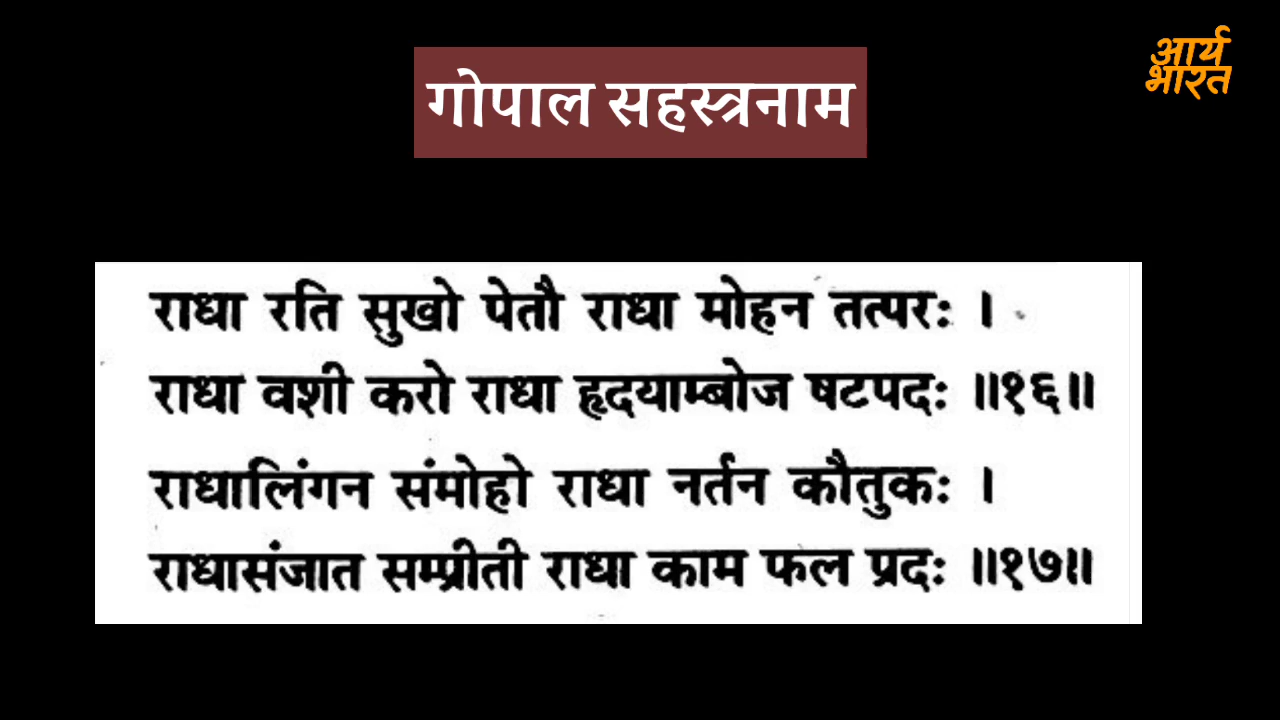 गोपाल सहस्त्रनाम
आर्य
भारत
राधा रति सुखो पेतौ राधा मोहन तत्परः ।
राधा वशी करो राधा हृदयाम्बोज षटपदः ॥१६॥
राधालिंगन संमोहो राधा नर्तन कौतुकः ।
राधासंजात सम्प्रीती राधा काम फल प्रदः ॥१७॥